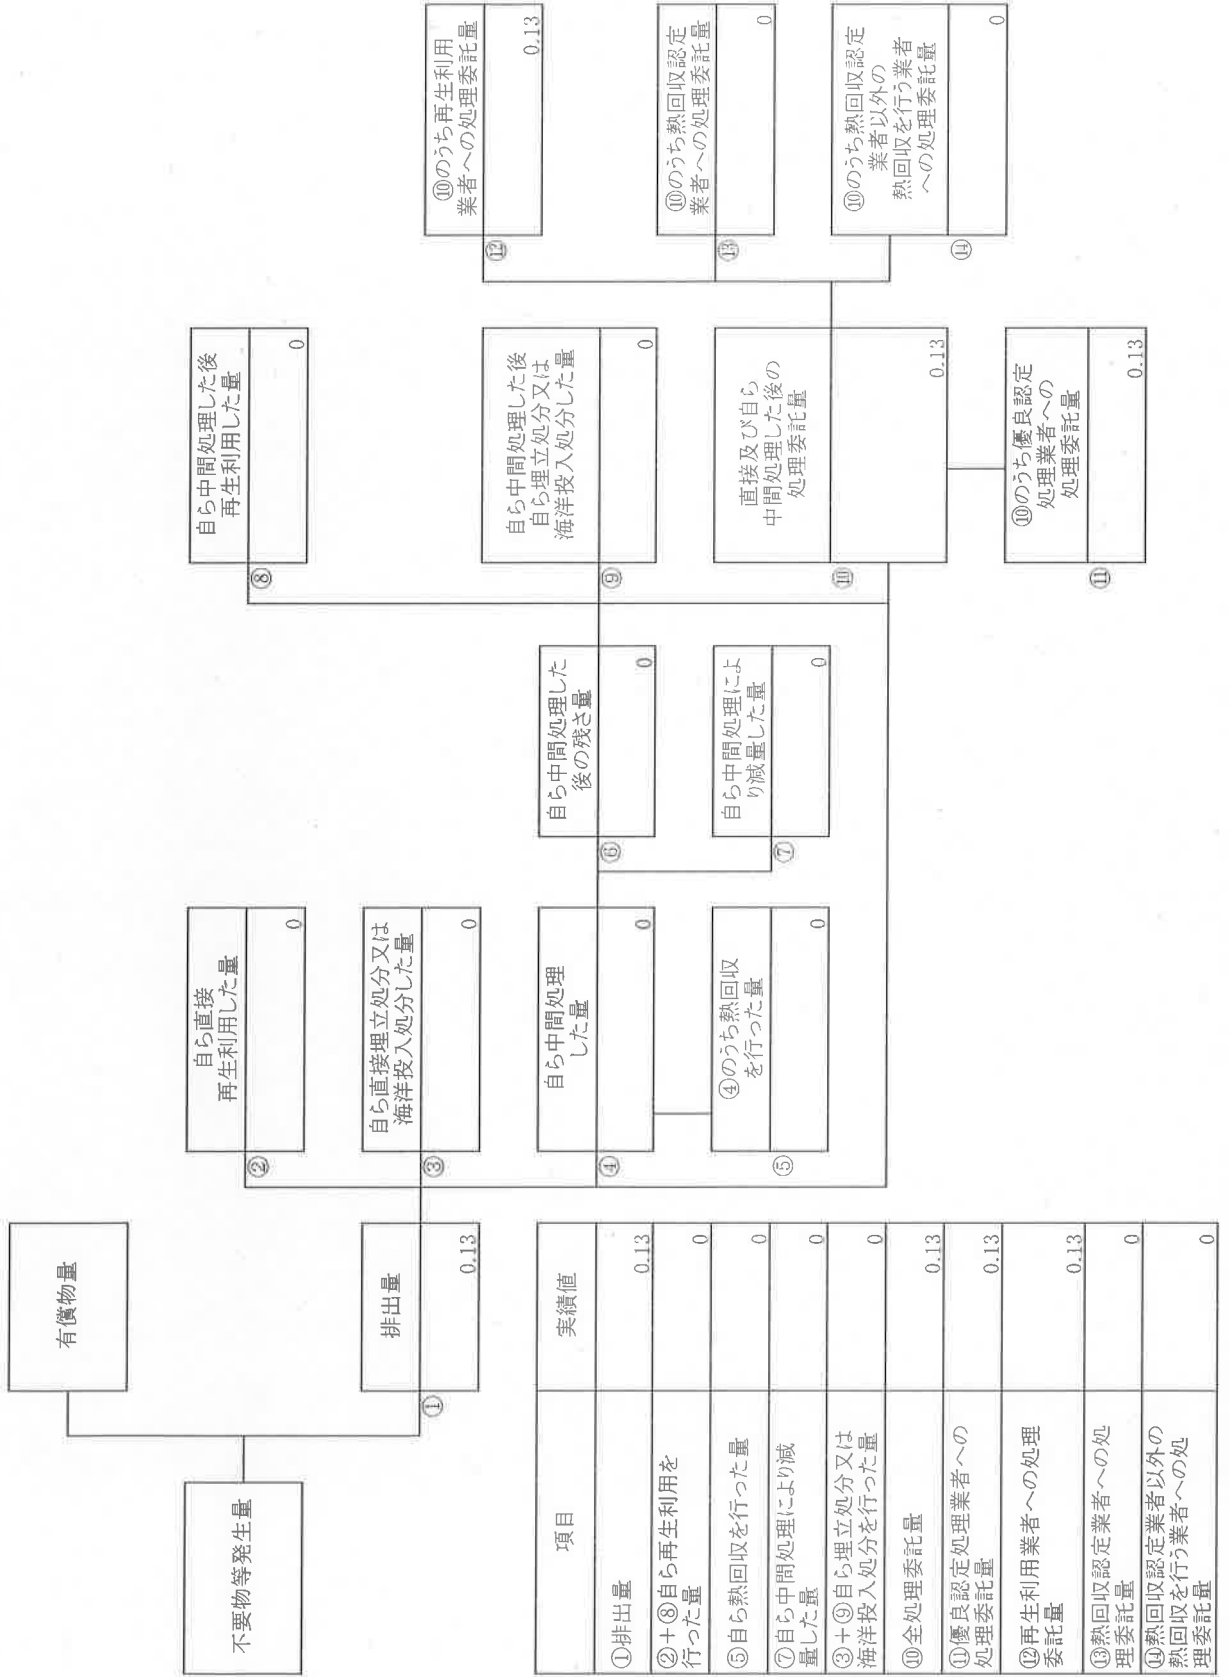 不要物等発生量
有償物量
排出量
①
0.13
自ら直接
再生利用した量
②
0
自ら直接埋立処分又は
海洋投入処分した量
③
0
自ら中間処理
した量
④
0
④のうち熱回収
を行った量
⑤
0
自ら中間処理した
後の残さ量
⑥
0
自ら中間処理によ
り減量した量
⑦
0
自ら中間処理した後
再生利用した量
⑧
0
自ら中間処理した後
自ら埋立処分又は
海洋投入処分した量
⑨
0
直接及び自ら
中間処理した後の
処理委託量
⑩
0.13
⑩のうち優良認定
処理業者への
処理委託量
⑪
0.13
⑩のうち再生利用
業者への処理委託量
⑫
0.13
⑩のうち熱回収認定
業者への処理委託量
⑬
0
⑩のうち熱回収認定
業者以外の
熱回収を行う業者
への処理委託量
⑭
0
項目 実績値
①排出量 0.13
②+⑧自ら再生利用を
行った量 0
⑤自ら熱回収を行った量 0
⑦自ら中間処理により減
量した量 0
③+⑨自ら埋立処分又は
海洋投入処分を行った量 0
⑩全処理委託量 0.13
⑪優良認定処理業者への
処理委託量 0.13
⑫再生利用業者への処理
委託量 0.13
⑬熱回収認定業者への処
理委託量 0
⑭熱回収認定業者以外の
熱回収を行う業者への処
理委託量 0